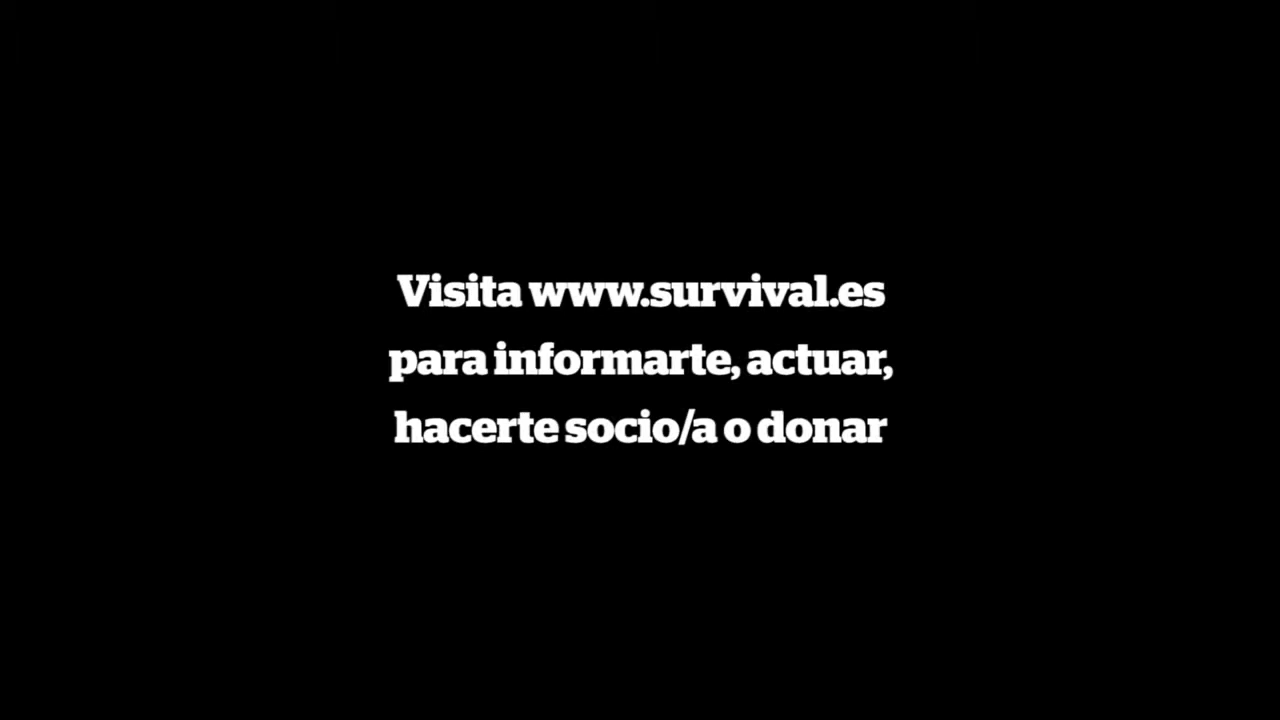 Visita www.survival.es
para informarte, actuar,
hacerte socio/a o donar